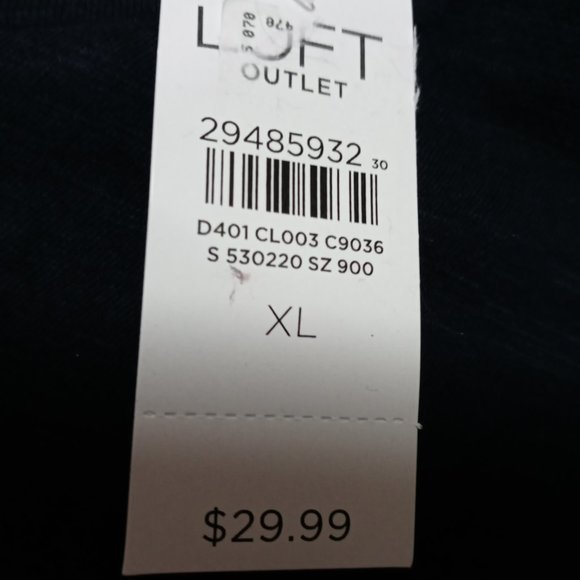 LOFT
OUTLET
29485932 30
D401 CL003 C9036
S 530220 SZ 900
XL
$29.99